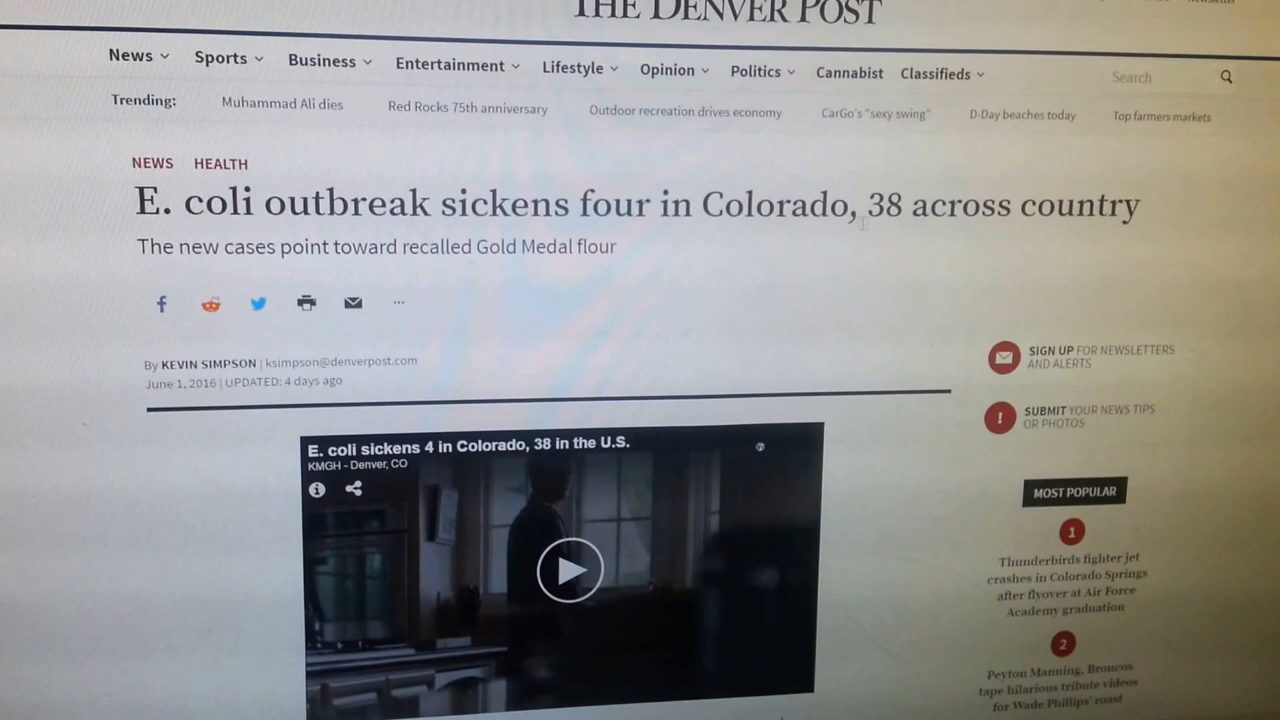 THE DENVER POST
News Sports Business Entertainment Lifestyle Opinion Politics Cannabist Classifieds Search
Trending: Muhammad Ali dies Red Rocks 75th anniversary Outdoor recreation drives economy CarGo's "sexy swing" D-Day beaches today Top farmers markets
NEWS HEALTH
E. coli outbreak sickens four in Colorado, 38 across country
The new cases point toward recalled Gold Medal flour
By KEVIN SIMPSON | ksimpson@denverpost.com
June 1, 2016 | UPDATED: 4 days ago
E. coli sickens 4 in Colorado, 38 in the U.S.
KMGH - Denver, CO
SIGN UP FOR NEWSLETTERS
AND ALERTS
! SUBMIT YOUR NEWS TIPS
OR PHOTOS
MOST POPULAR
1
Thunderbirds fighter jet
crashes in Colorado Springs
after flyover at Air Force
Academy graduation
2
Peyton Manning, Broncos
tape hilarious tribute videos
for Wade Phillips' roast